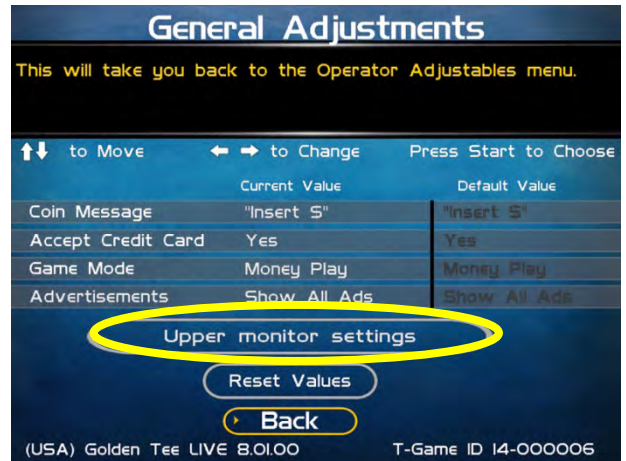 General Adjustments
This will take you back to the Operator Adjustables menu.
to Move to Change Press Start to Choose
Current Value Default Value
Coin Message "Insert $" "Insert $"
Accept Credit Card Yes Yes
Game Mode Money Play Money Play
Advertisements Show All Ads Show All Ads
Upper monitor settings
Reset Values
Back
(USA) Golden Tee LIVE 8.01.00 T-Game ID 14-000006